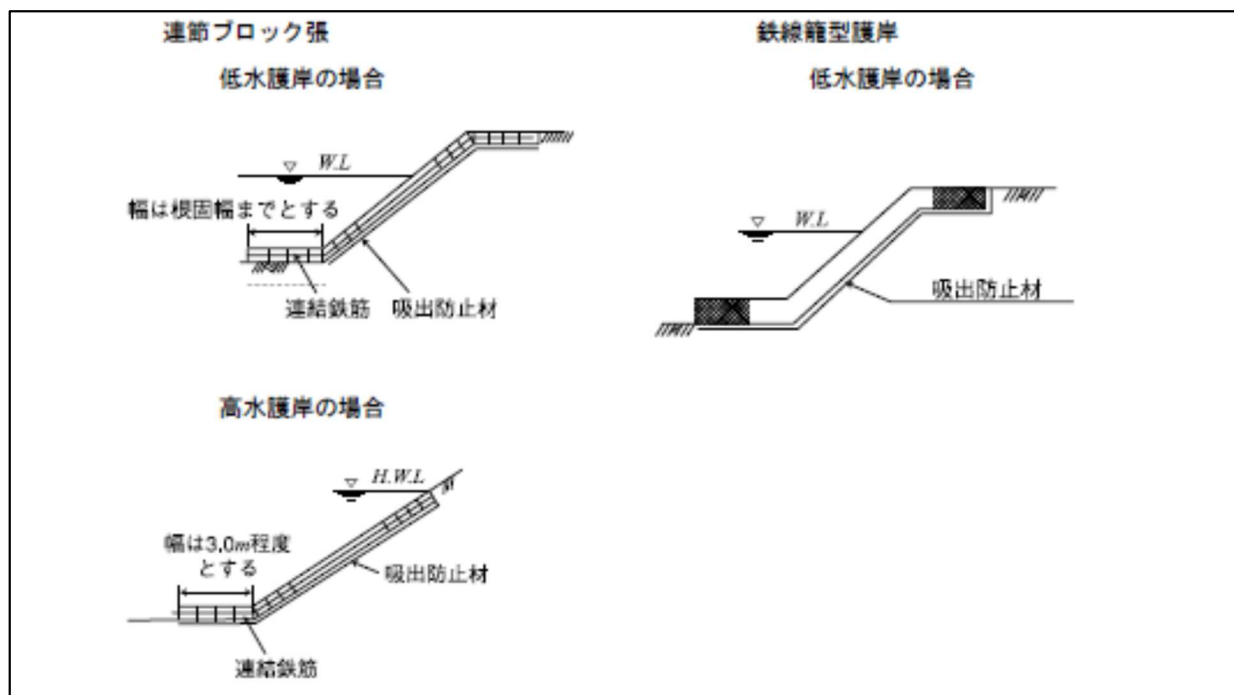 連節ブロック張
低水護岸の場合
W.L
幅は根固幅までとする
連結鉄筋
吸出防止材
高水護岸の場合
H.W.L
幅は3.0m程度
とする
吸出防止材
連結鉄筋
鉄線籠型護岸
低水護岸の場合
W.L
吸出防止材